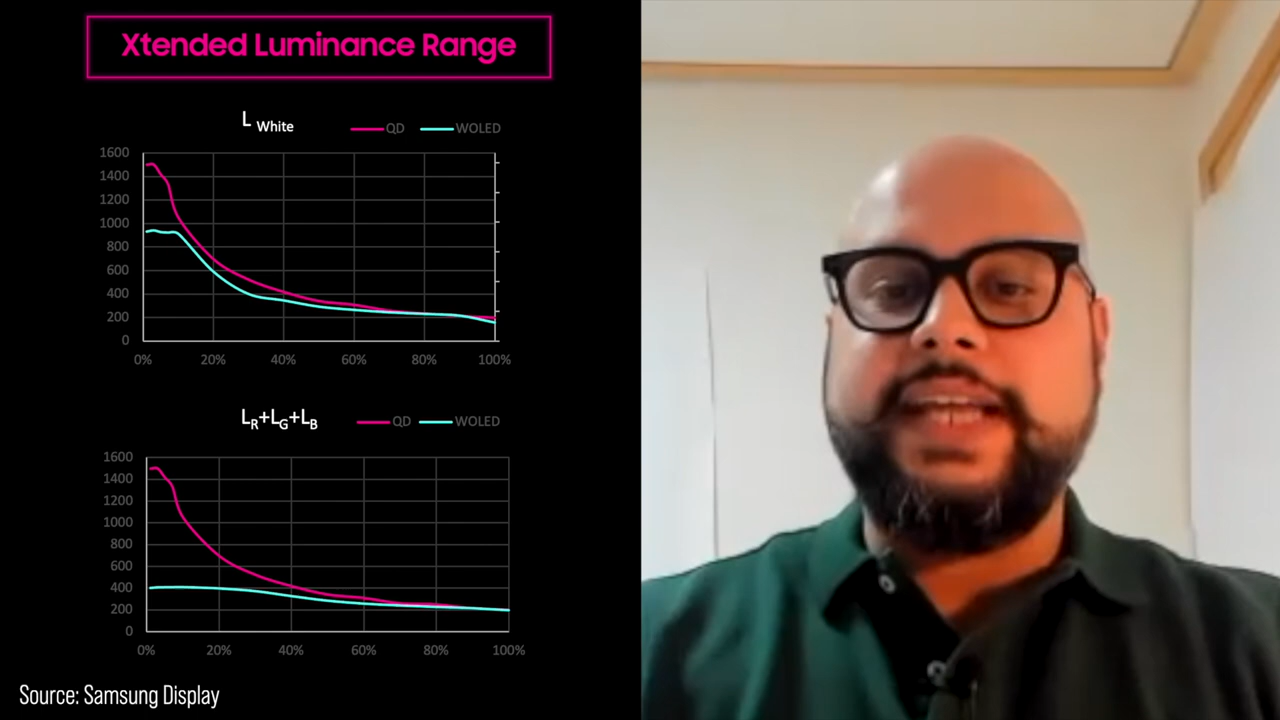 Xtended Luminance Range
L White
QD WOLED
1600
1400
1200
1000
800
600
400
200
0
0% 20% 40% 60% 80% 100%
LR+LG+LB
QD WOLED
1600
1400
1200
1000
800
600
400
200
0
0% 20% 40% 60% 80% 100%
Source: Samsung Display